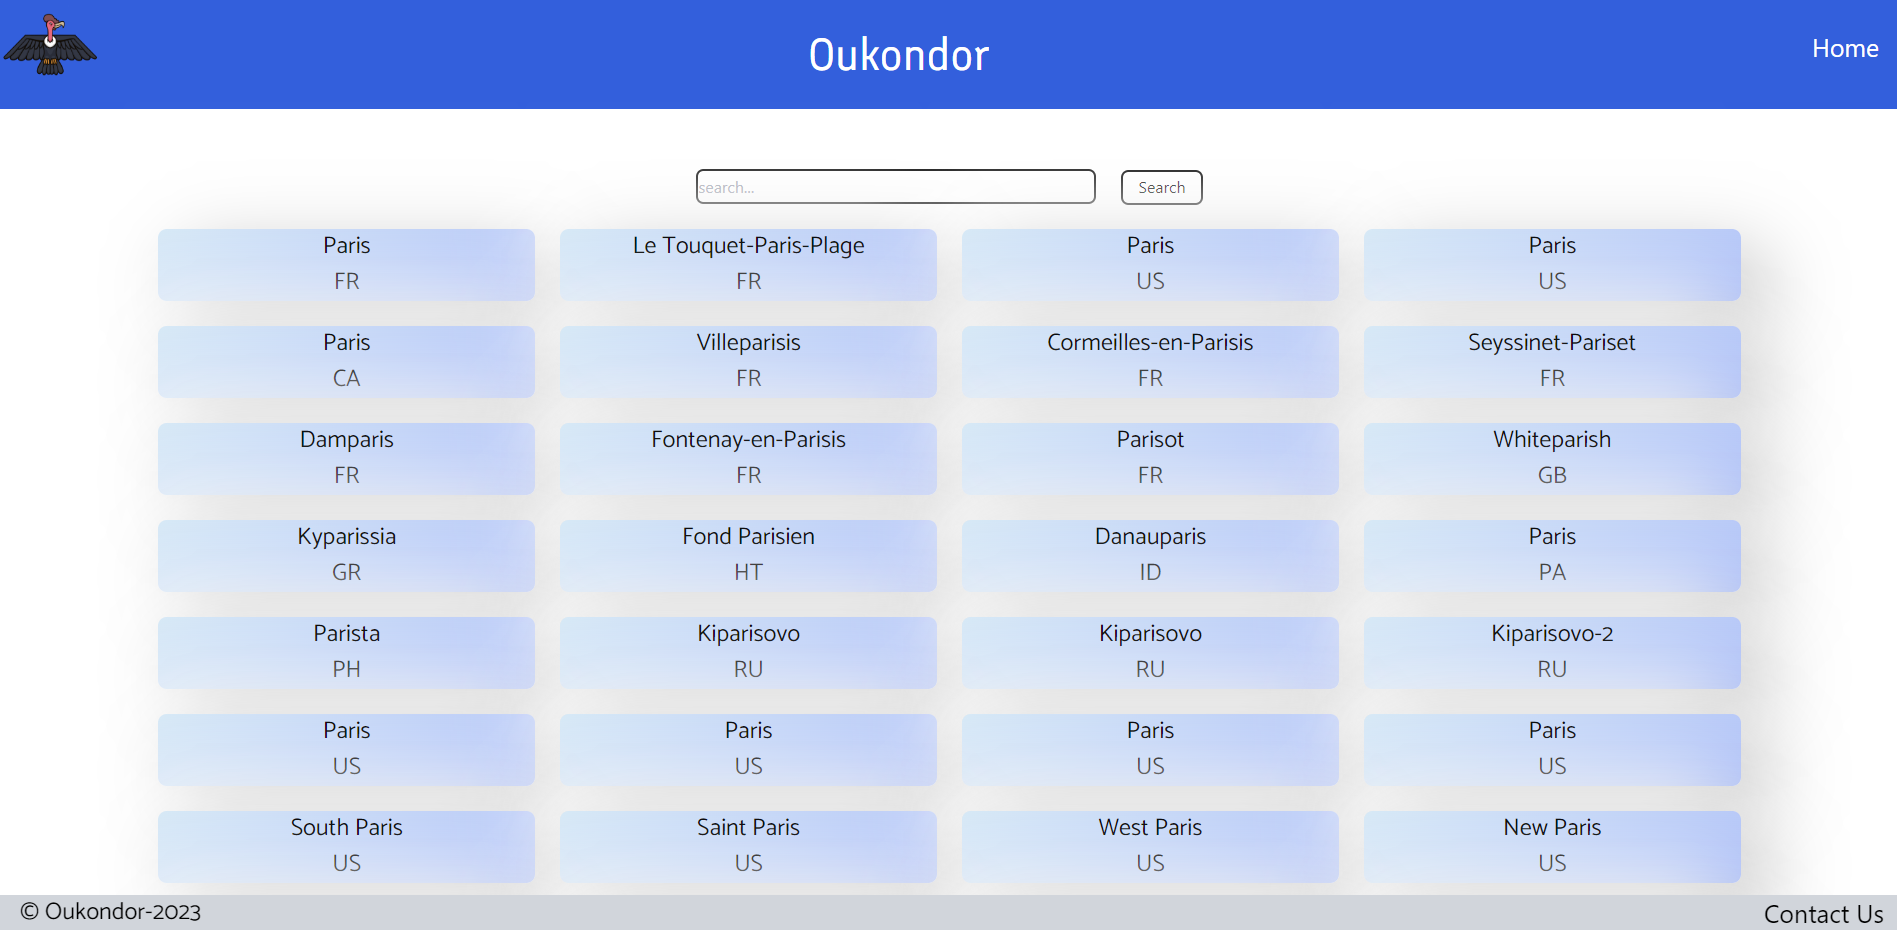 Oukondor
Home
search...
Search
Paris
FR
Le Touquet-Paris-Plage
FR
Paris
US
Paris
US
Paris
CA
Villeparisis
FR
Cormeilles-en-Parisis
FR
Seyssinet-Pariset
FR
Damparis
FR
Fontenay-en-Parisis
FR
Parisot
FR
Whiteparish
GB
Kyparissia
GR
Fond Parisien
HT
Danauparis
ID
Paris
PA
Parista
PH
Kiparisovo
RU
Kiparisovo
RU
Kiparisovo-2
RU
Paris
US
Paris
US
Paris
US
Paris
US
South Paris
US
Saint Paris
US
West Paris
US
New Paris
US
© Oukondor-2023
Contact Us